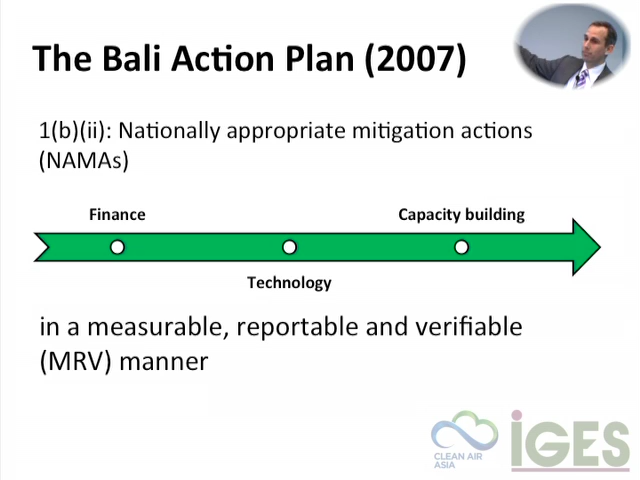 The Bali Action Plan (2007)
1(b)(ii): Nationally appropriate mitigation actions
(NAMAs)
Finance
Capacity building
Technology
in a measurable, reportable and verifiable
(MRV) manner
CLEAN AIR
ASIA
iGES